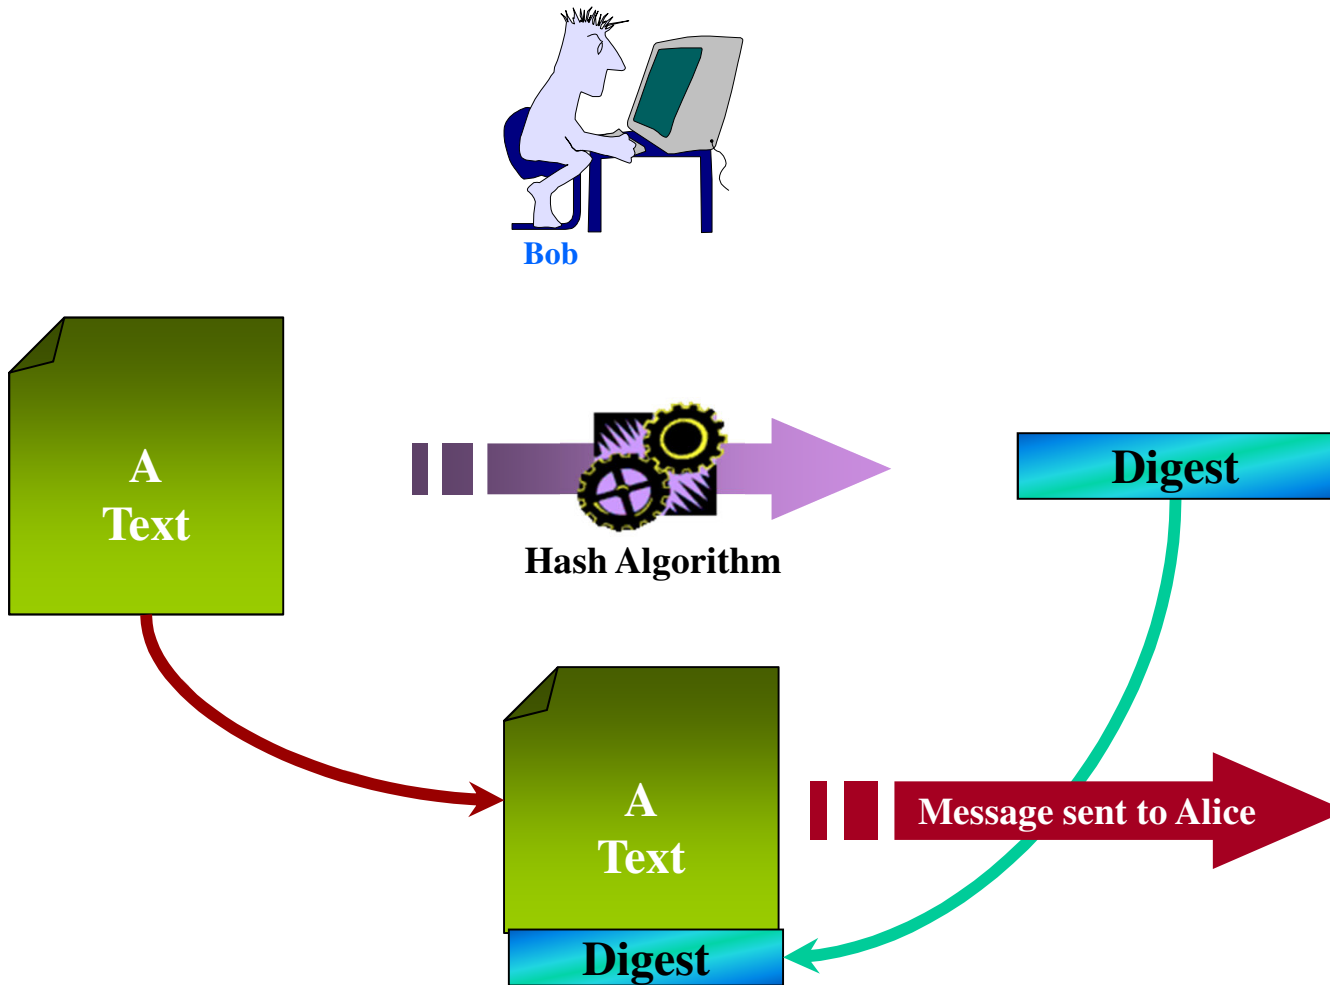 Bob
A
Text
Hash Algorithm
Digest
A
Text
Message sent to Alice
Digest